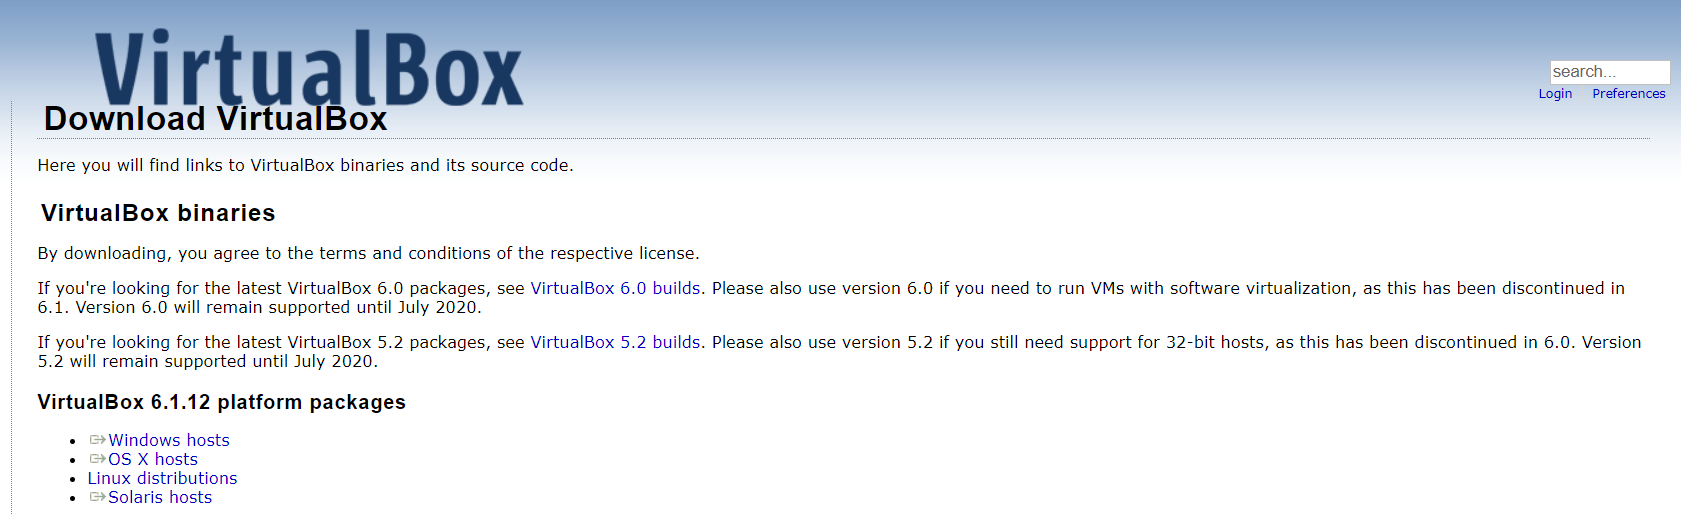 VirtualBox
search...
Login Preferences
Download VirtualBox
Here you will find links to VirtualBox binaries and its source code.
VirtualBox binaries
By downloading, you agree to the terms and conditions of the respective license.
If you're looking for the latest VirtualBox 6.0 packages, see VirtualBox 6.0 builds. Please also use version 6.0 if you need to run VMs with software virtualization, as this has been discontinued in
6.1. Version 6.0 will remain supported until July 2020.
If you're looking for the latest VirtualBox 5.2 packages, see VirtualBox 5.2 builds. Please also use version 5.2 if you still need support for 32-bit hosts, as this has been discontinued in 6.0. Version
5.2 will remain supported until July 2020.
VirtualBox 6.1.12 platform packages
Windows hosts
OS X hosts
Linux distributions
Solaris hosts